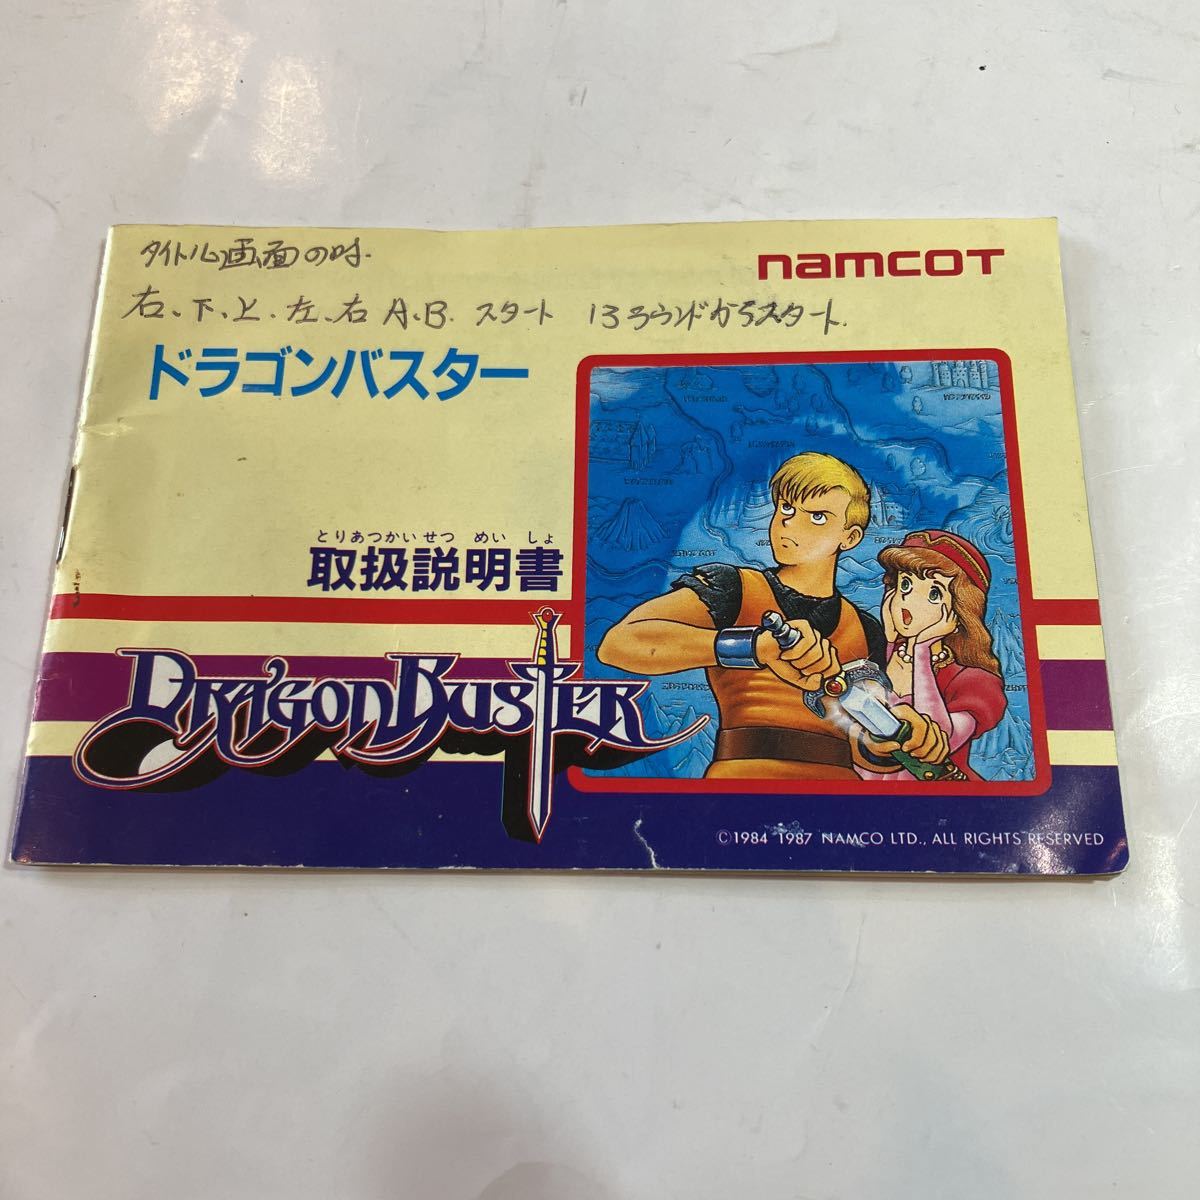 タイトル画面の時.
namcoT
右、下、上、左、右 A、B. スタート 13ラウンドからスタート.
ドラゴンバスター
とりあつかいせつ めい しょ
取扱説明書
DRAGON BUSTER
©1984 1987 NAMCO LTD., ALL RIGHTS RESERVED